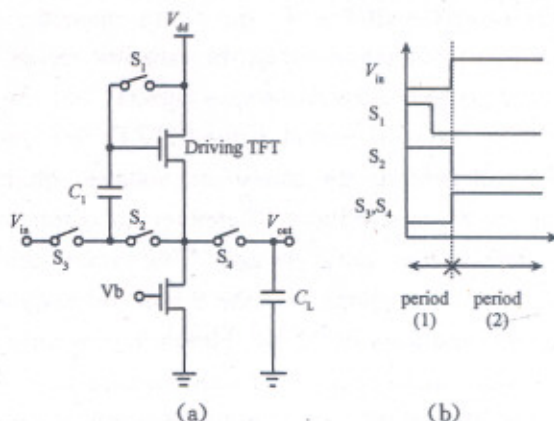 V_dd
S_1
Driving TFT
C_1
V_in
S_3
S_2
S_4
V_out
Vb
C_L
(a)
V_in
S_1
S_2
S_3,S_4
period (1)
period (2)
(b)